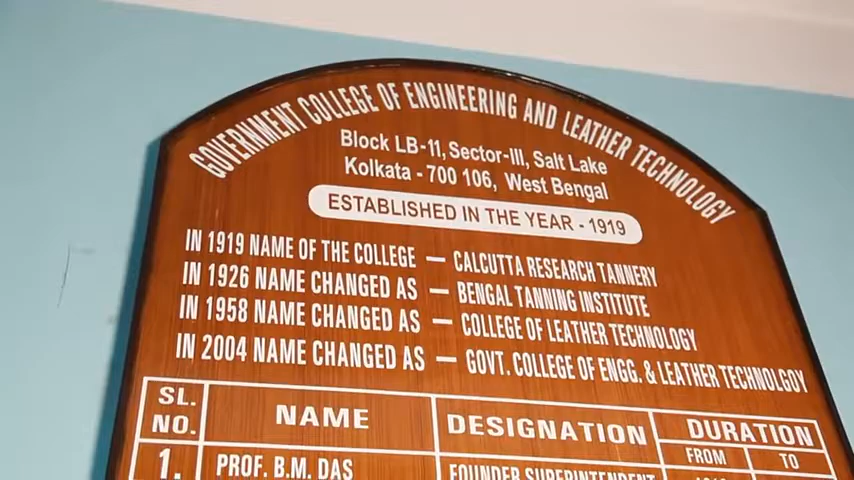 GOVERNMENT COLLEGE OF ENGINEERING AND LEATHER TECHNOLOGY
Block LB-11, Sector-III, Salt Lake
Kolkata - 700 106, West Bengal
ESTABLISHED IN THE YEAR - 1919
IN 1919 NAME OF THE COLLEGE — CALCUTTA RESEARCH TANNERY
IN 1926 NAME CHANGED AS — BENGAL TANNING INSTITUTE
IN 1958 NAME CHANGED AS — COLLEGE OF LEATHER TECHNOLOGY
IN 2004 NAME CHANGED AS — GOVT. COLLEGE OF ENGG. & LEATHER TECHNOLGOY
SL. NO. NAME DESIGNATION DURATION
FROM TO
1. PROF. B.M. DAS FOUNDER SUPERINTENDENT